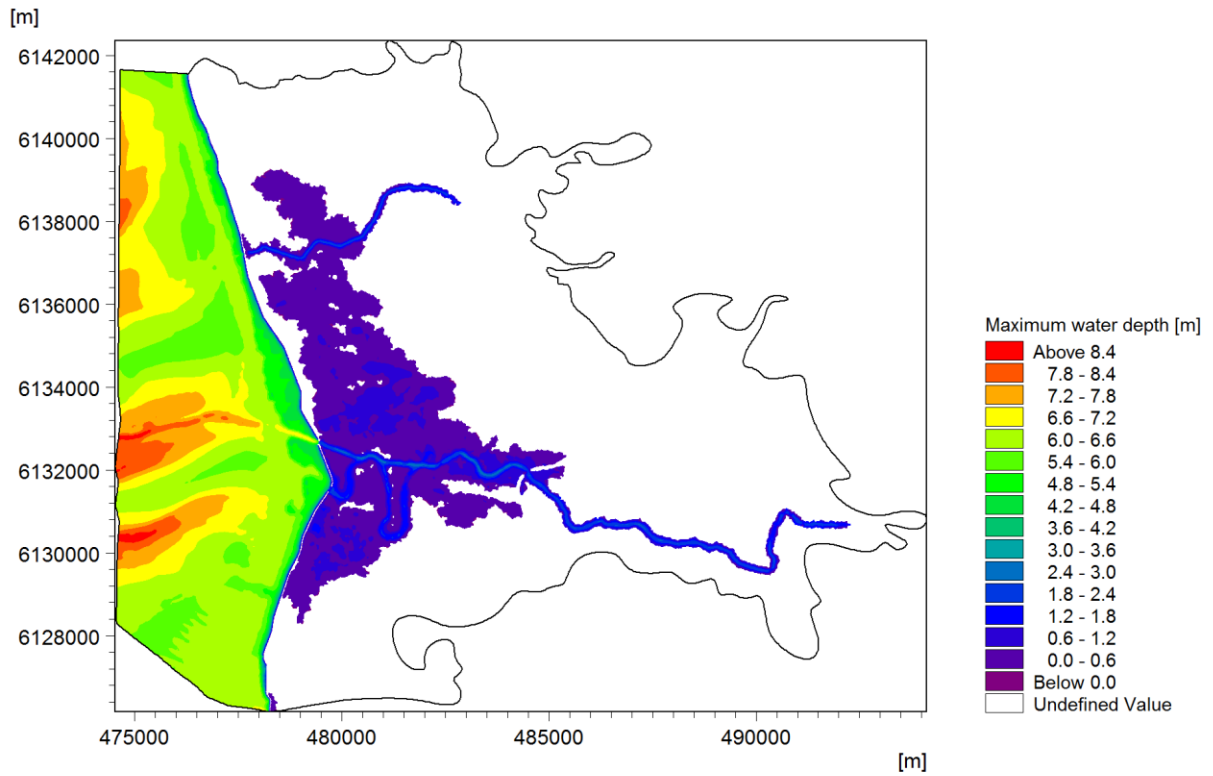 [m]
6142000
6140000
6138000
6136000
6134000
6132000
6130000
6128000
475000 480000 485000 490000
[m]
Maximum water depth [m]
Above 8.4
7.8 - 8.4
7.2 - 7.8
6.6 - 7.2
6.0 - 6.6
5.4 - 6.0
4.8 - 5.4
4.2 - 4.8
3.6 - 4.2
3.0 - 3.6
2.4 - 3.0
1.8 - 2.4
1.2 - 1.8
0.6 - 1.2
0.0 - 0.6
Below 0.0
Undefined Value